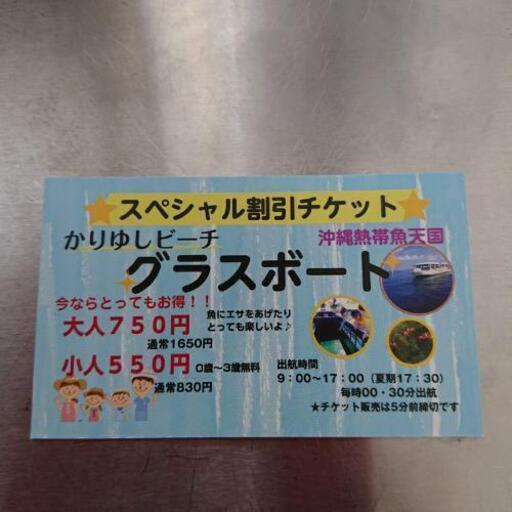 スペシャル割引チケット
かりゆしビーチ 沖縄熱帯魚天国
グラスボート
今ならとってもお得!!
大人750円 魚にエサをあげたり
とっても楽しいよ♪
通常1650円
小人550円 0歳〜3歳無料
通常830円
出航時間
9:00〜17:00(夏期17:30)
毎時00・30分出航
★チケット販売は5分前締切です